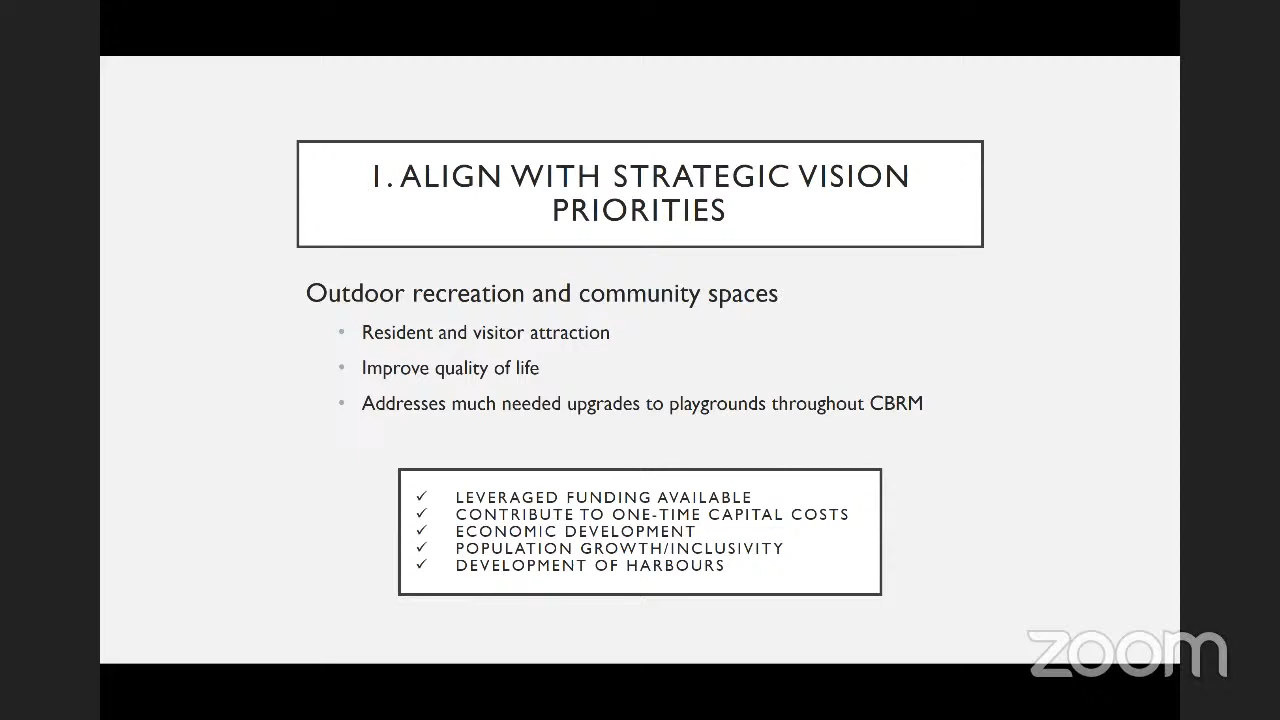 1. ALIGN WITH STRATEGIC VISION
PRIORITIES
Outdoor recreation and community spaces
• Resident and visitor attraction
• Improve quality of life
• Addresses much needed upgrades to playgrounds throughout CBRM
✓ LEVERAGED FUNDING AVAILABLE
✓ CONTRIBUTE TO ONE-TIME CAPITAL COSTS
✓ ECONOMIC DEVELOPMENT
✓ POPULATION GROWTH/INCLUSIVITY
✓ DEVELOPMENT OF HARBOURS
zoom